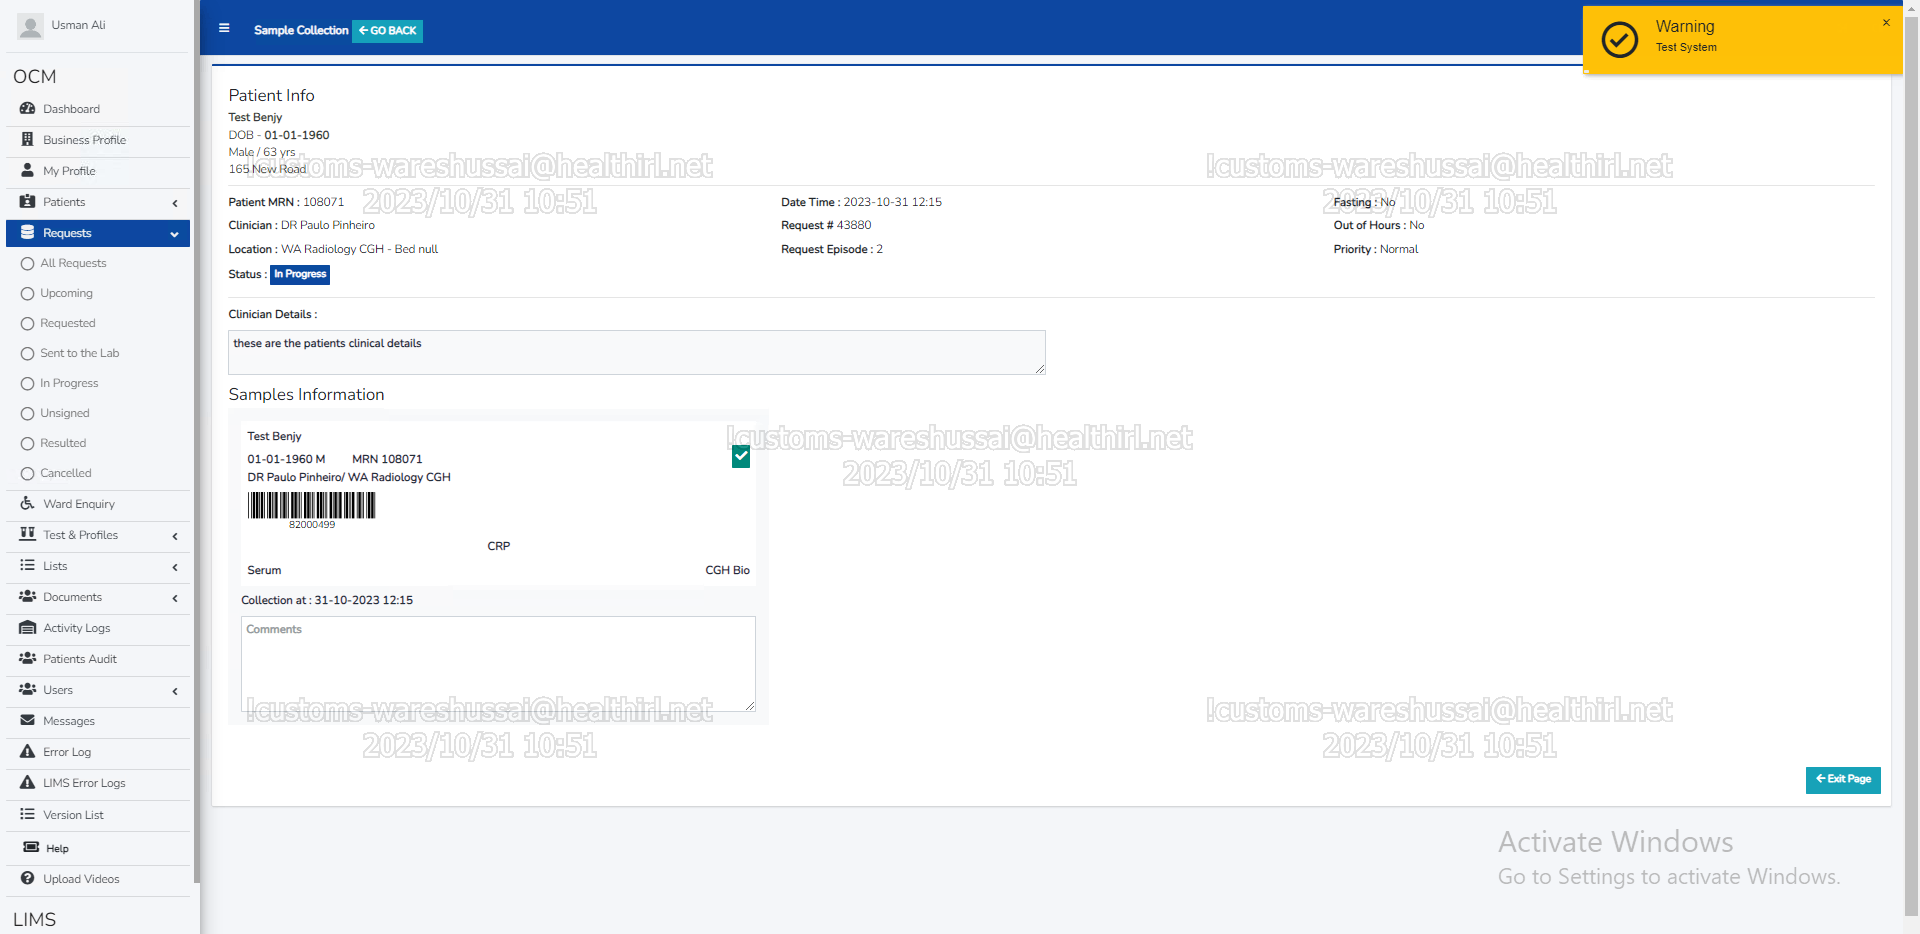 Usman Ali
OCM
Dashboard
Business Profile
My Profile
Patients
Requests
All Requests
Upcoming
Requested
Sent to the Lab
In Progress
Unsigned
Resulted
Cancelled
Ward Enquiry
Test & Profiles
Lists
Documents
Activity Logs
Patients Audit
Users
Messages
Error Log
LIMS Error Logs
Version List
Help
Upload Videos
LIMS
Sample Collection GO BACK
Warning
Test System
Patient Info
Test Benjy
DOB - 01-01-1960
Male / 63 yrs
165 New Road
Patient MRN : 108071
Date Time : 2023-10-31 12:15
Fasting : No
Clinician : DR Paulo Pinheiro
Request # 43880
Out of Hours : No
Location : WA Radiology CGH - Bed null
Request Episode : 2
Priority : Normal
Status : In Progress
Clinician Details :
these are the patients clinical details
Samples Information
Test Benjy
01-01-1960 M MRN 108071
DR Paulo Pinheiro/ WA Radiology CGH
82000499
CRP
Serum CGH Bio
Collection at : 31-10-2023 12:15
Comments
Exit Page
!customs-wareshussai@healthirl.net
2023/10/31 10:51
!customs-wareshussai@healthirl.net
2023/10/31 10:51
!customs-wareshussai@healthirl.net
2023/10/31 10:51
!customs-wareshussai@healthirl.net
2023/10/31 10:51
!customs-wareshussai@healthirl.net
2023/10/31 10:51
Activate Windows
Go to Settings to activate Windows.